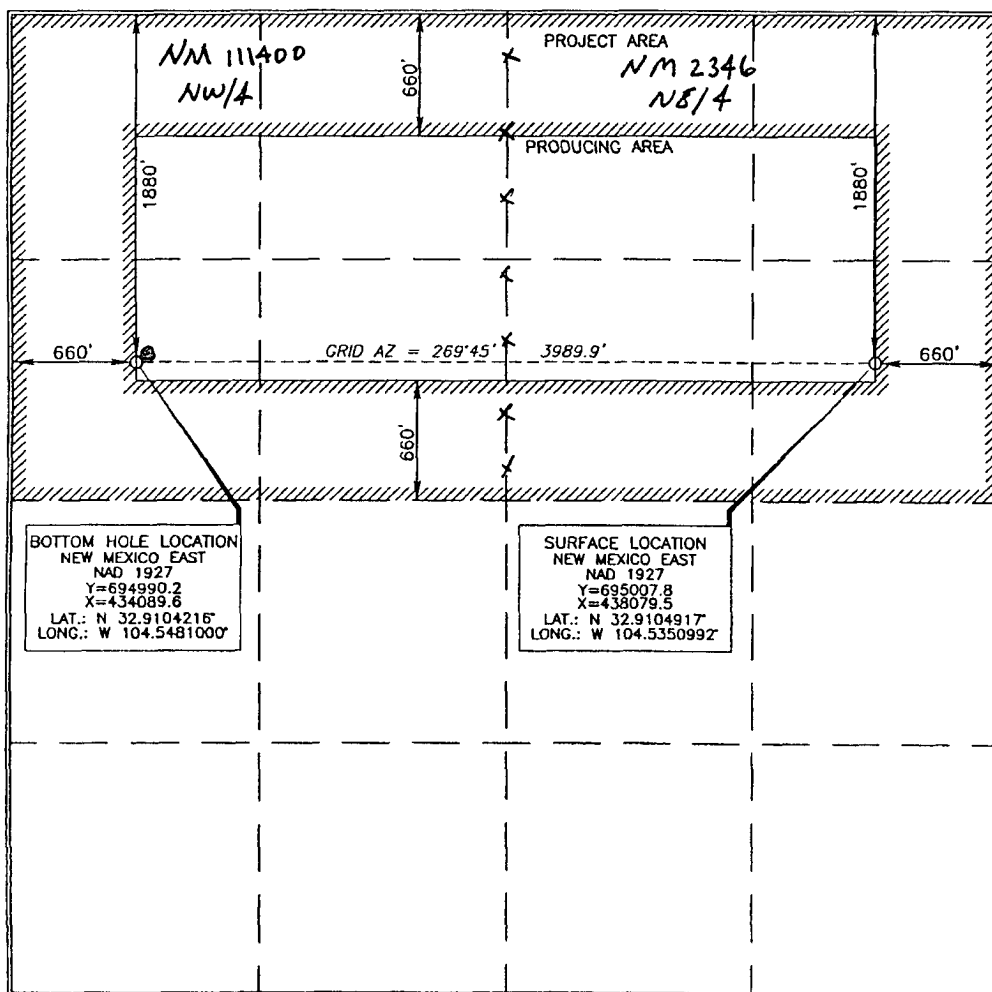 PROJECT AREA
NM 111400
NW/4
NM 2346
NE/4
660'
PRODUCING AREA
1880'
1880'
660'
GRID AZ = 269°45' 3989.9'
660'
660'
BOTTOM HOLE LOCATION
NEW MEXICO EAST
NAD 1927
Y=694990.2
X=434089.6
LAT.: N 32.9104216°
LONG.: W 104.5481000°
SURFACE LOCATION
NEW MEXICO EAST
NAD 1927
Y=695007.8
X=438079.5
LAT.: N 32.9104917°
LONG.: W 104.5350992°